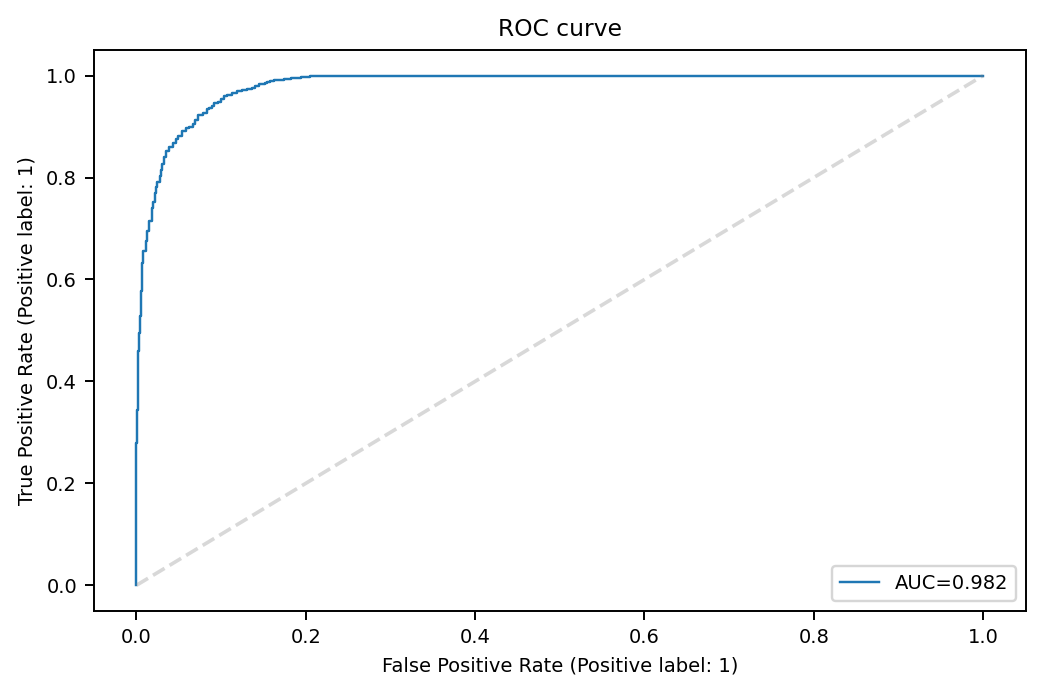 ROC curve
1.0
0.8
0.6
0.4
0.2
0.0
True Positive Rate (Positive label: 1)
AUC=0.982
0.0 0.2 0.4 0.6 0.8 1.0
False Positive Rate (Positive label: 1)